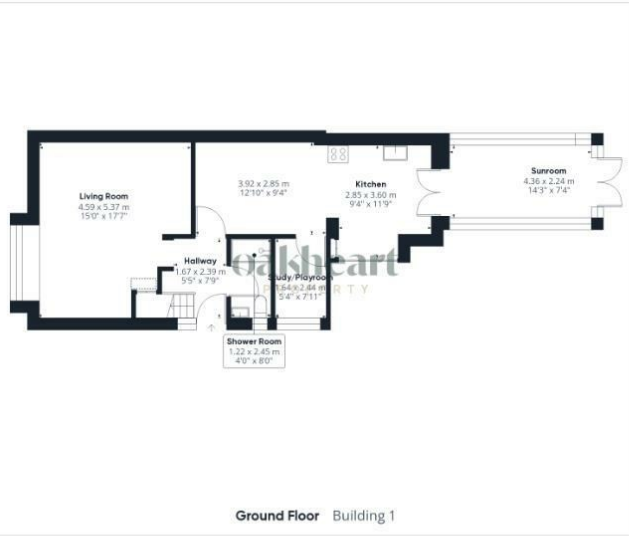 Living Room
4.59 x 5.37 m
15'0" x 17'7"
3.92 x 2.85 m
12'10" x 9'4"
Kitchen
2.85 x 3.60 m
9'4" x 11'9"
Sunroom
4.36 x 2.24 m
14'3" x 7'4"
Hallway
1.67 x 2.39 m
5'5" x 7'9"
oakheart
PROPERTY
Study/Playroom
1.64 x 2.44 m
5'4" x 7'11"
Shower Room
1.22 x 2.45 m
4'0" x 8'0"
Ground Floor Building 1